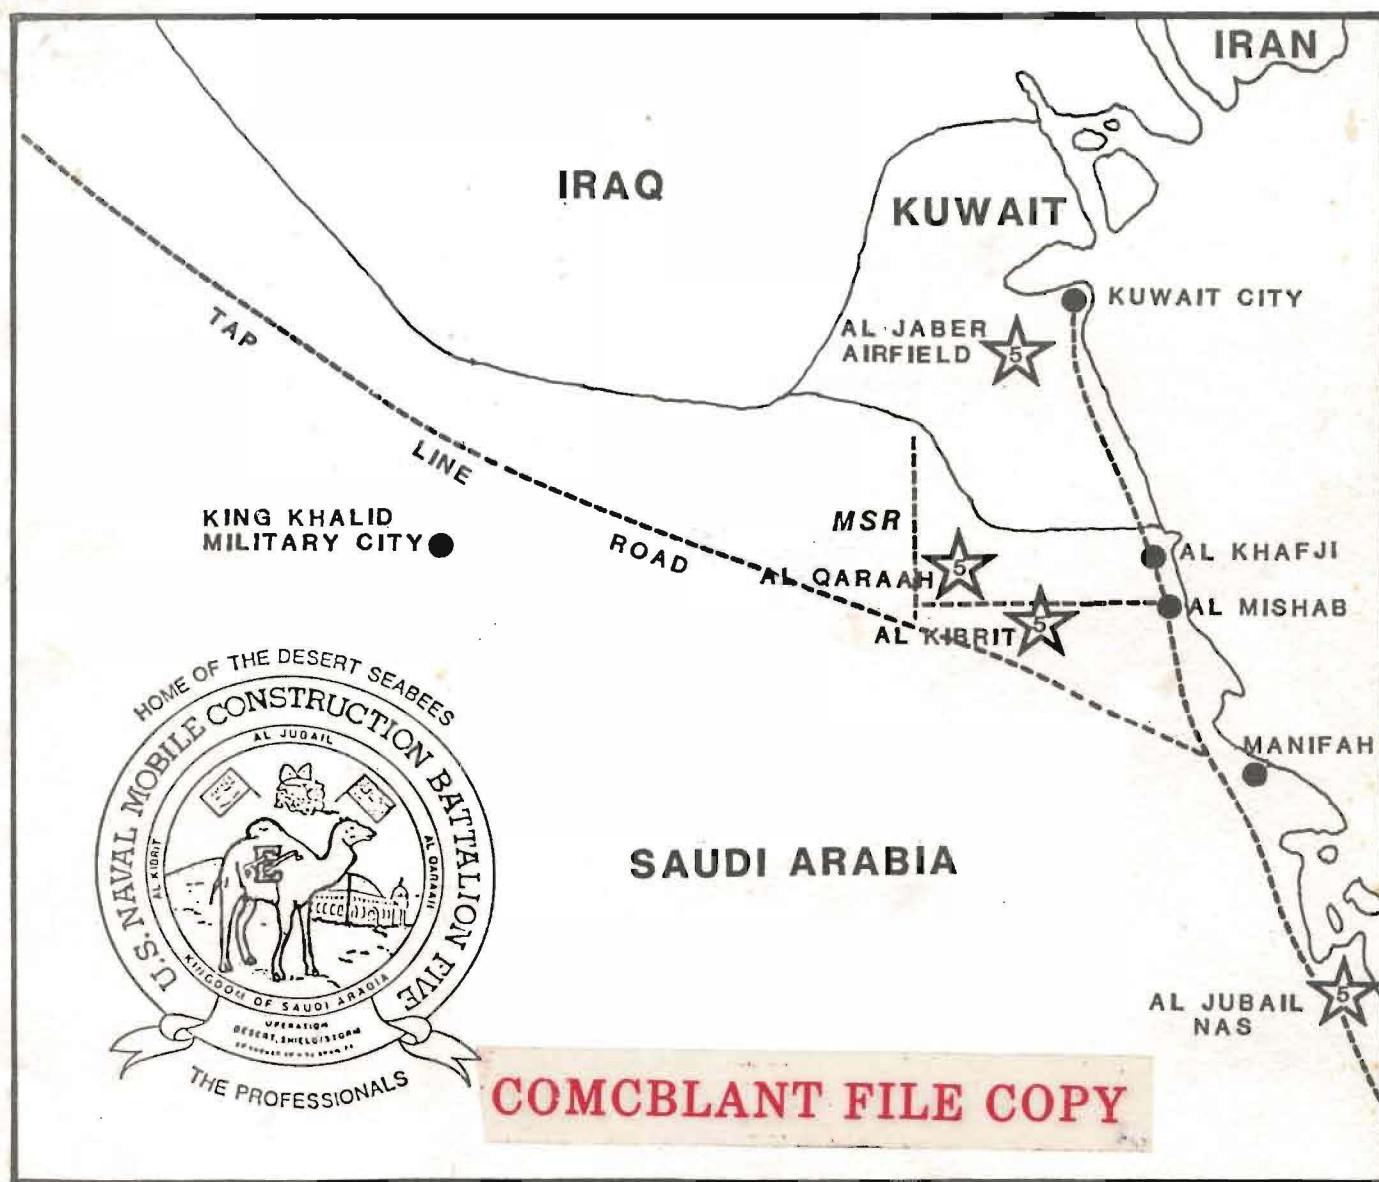 IRAN
IRAQ
KUWAIT
KUWAIT CITY
AL JABER
AIRFIELD
5
TAP
LINE
ROAD
KING KHALID
MILITARY CITY
MSR
AL QARAAH
5
AL KHAFJI
AL MISHAB
AL KIBRIT
5
MANIFAH
SAUDI ARABIA
AL JUBAIL
NAS
5
HOME OF THE DESERT SEABEES
U.S. NAVAL MOBILE CONSTRUCTION BATTALION FIVE
AL JUBAIL
AL KIBRIT
AL QARAAH
E
KINGDOM OF SAUDI ARABIA
OPERATION
DESERT SHIELD/STORM
THE PROFESSIONALS
COMCBLANT FILE COPY